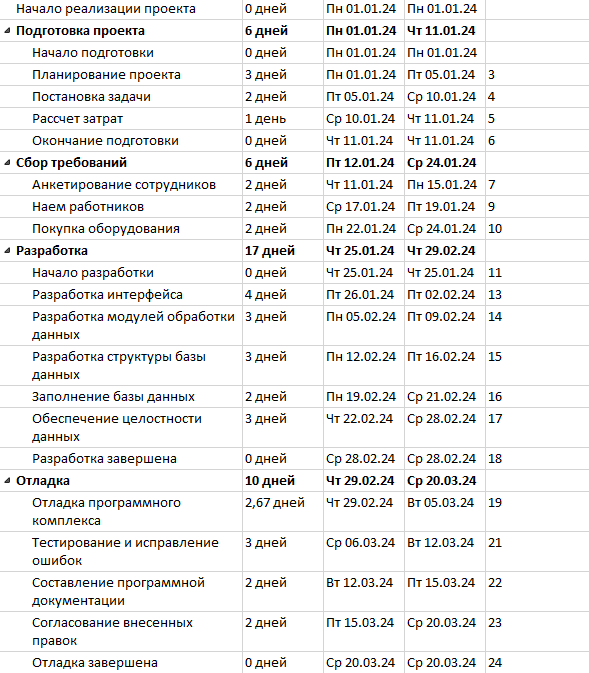 Начало реализации проекта 0 дней Пн 01.01.24 Пн 01.01.24
Подготовка проекта 6 дней Пн 01.01.24 Чт 11.01.24
Начало подготовки 0 дней Пн 01.01.24 Пн 01.01.24
Планирование проекта 3 дней Пн 01.01.24 Пт 05.01.24 3
Постановка задачи 2 дней Пт 05.01.24 Ср 10.01.24 4
Рассчет затрат 1 день Ср 10.01.24 Чт 11.01.24 5
Окончание подготовки 0 дней Чт 11.01.24 Чт 11.01.24 6
Сбор требований 6 дней Пт 12.01.24 Ср 24.01.24
Анкетирование сотрудников 2 дней Чт 11.01.24 Пн 15.01.24 7
Наем работников 2 дней Ср 17.01.24 Пт 19.01.24 9
Покупка оборудования 2 дней Пн 22.01.24 Ср 24.01.24 10
Разработка 17 дней Чт 25.01.24 Чт 29.02.24
Начало разработки 0 дней Чт 25.01.24 Чт 25.01.24 11
Разработка интерфейса 4 дней Пт 26.01.24 Пт 02.02.24 13
Разработка модулей обработки 3 дней Пн 05.02.24 Пт 09.02.24 14
данных
Разработка структуры базы 3 дней Пн 12.02.24 Пт 16.02.24 15
данных
Заполнение базы данных 2 дней Пн 19.02.24 Ср 21.02.24 16
Обеспечение целостности 3 дней Чт 22.02.24 Ср 28.02.24 17
данных
Разработка завершена 0 дней Ср 28.02.24 Ср 28.02.24 18
Отладка 10 дней Чт 29.02.24 Ср 20.03.24
Отладка программного 2,67 дней Чт 29.02.24 Вт 05.03.24 19
комплекса
Тестирование и исправление 3 дней Ср 06.03.24 Вт 12.03.24 21
ошибок
Составление программной 2 дней Вт 12.03.24 Пт 15.03.24 22
документации
Согласование внесенных 2 дней Пт 15.03.24 Ср 20.03.24 23
правок
Отладка завершена 0 дней Ср 20.03.24 Ср 20.03.24 24